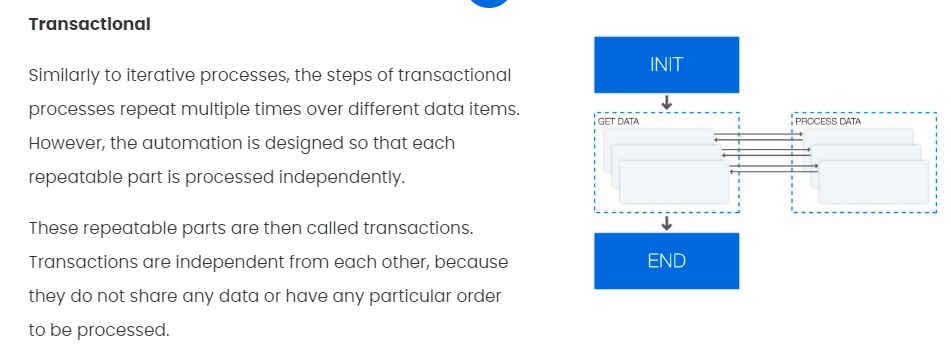 Transactional
Similarly to iterative processes, the steps of transactional
processes repeat multiple times over different data items.
However, the automation is designed so that each
repeatable part is processed independently.
These repeatable parts are then called transactions.
Transactions are independent from each other, because
they do not share any data or have any particular order
to be processed.
INIT
GET DATA
PROCESS DATA
END